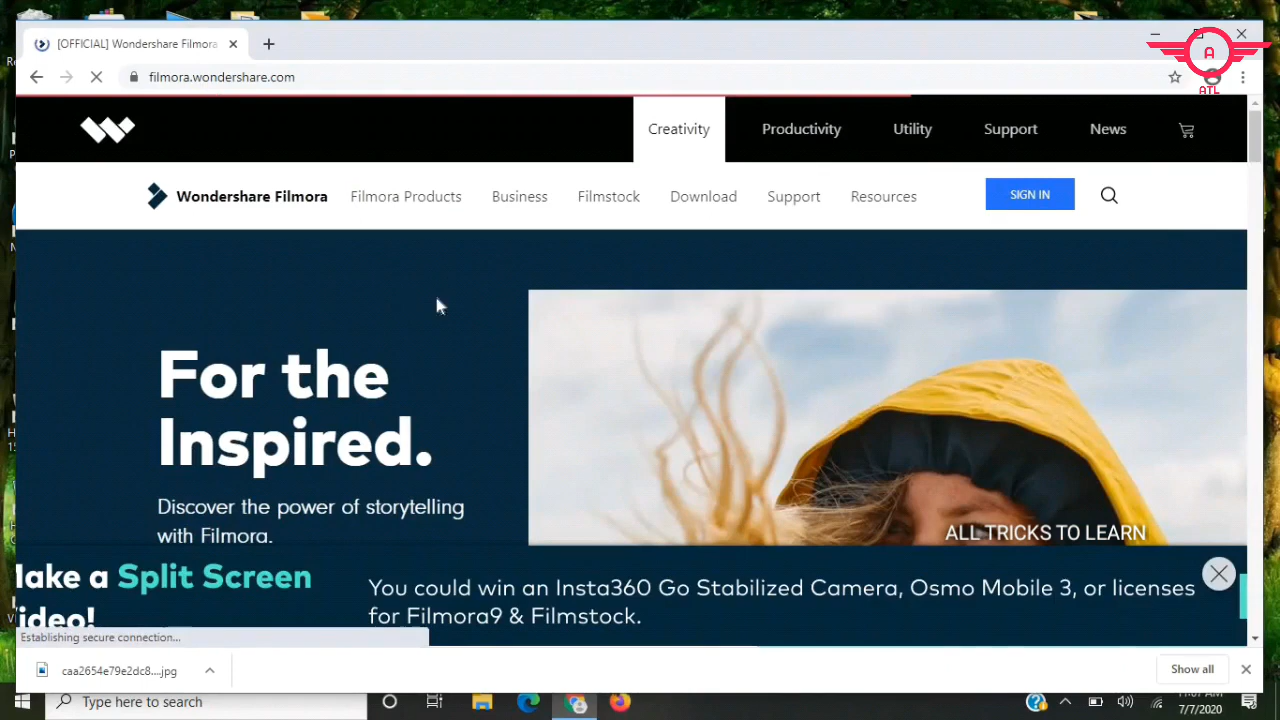 [OFFICIAL] Wondershare Filmora
filmora.wondershare.com
A
ATL
Creativity
Productivity
Utility
Support
News
Wondershare Filmora
Filmora Products
Business
Filmstock
Download
Support
Resources
SIGN IN
For the
Inspired.
Discover the power of storytelling
with Filmora.
ALL TRICKS TO LEARN
Make a Split Screen
Video!
You could win an Insta360 Go Stabilized Camera, Osmo Mobile 3, or licenses
for Filmora9 & Filmstock.
Establishing secure connection...
caa2654e79e2dc8....jpg
Show all
Type here to search
7/7/2020